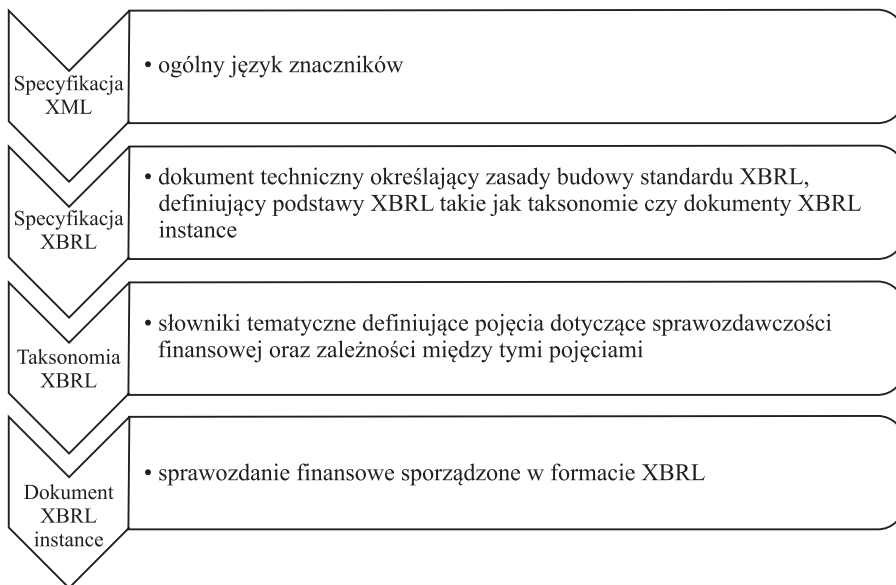 Specyfikacja
XML
• ogólny język znaczników
Specyfikacja
XBRL
• dokument techniczny określający zasady budowy standardu XBRL,
definiujący podstawy XBRL takie jak taksonomie czy dokumenty XBRL
instance
Taksonomia
XBRL
• słowniki tematyczne definiujące pojęcia dotyczące sprawozdawczości
finansowej oraz zależności między tymi pojęciami
Dokument
XBRL
instance
• sprawozdanie finansowe sporządzone w formacie XBRL